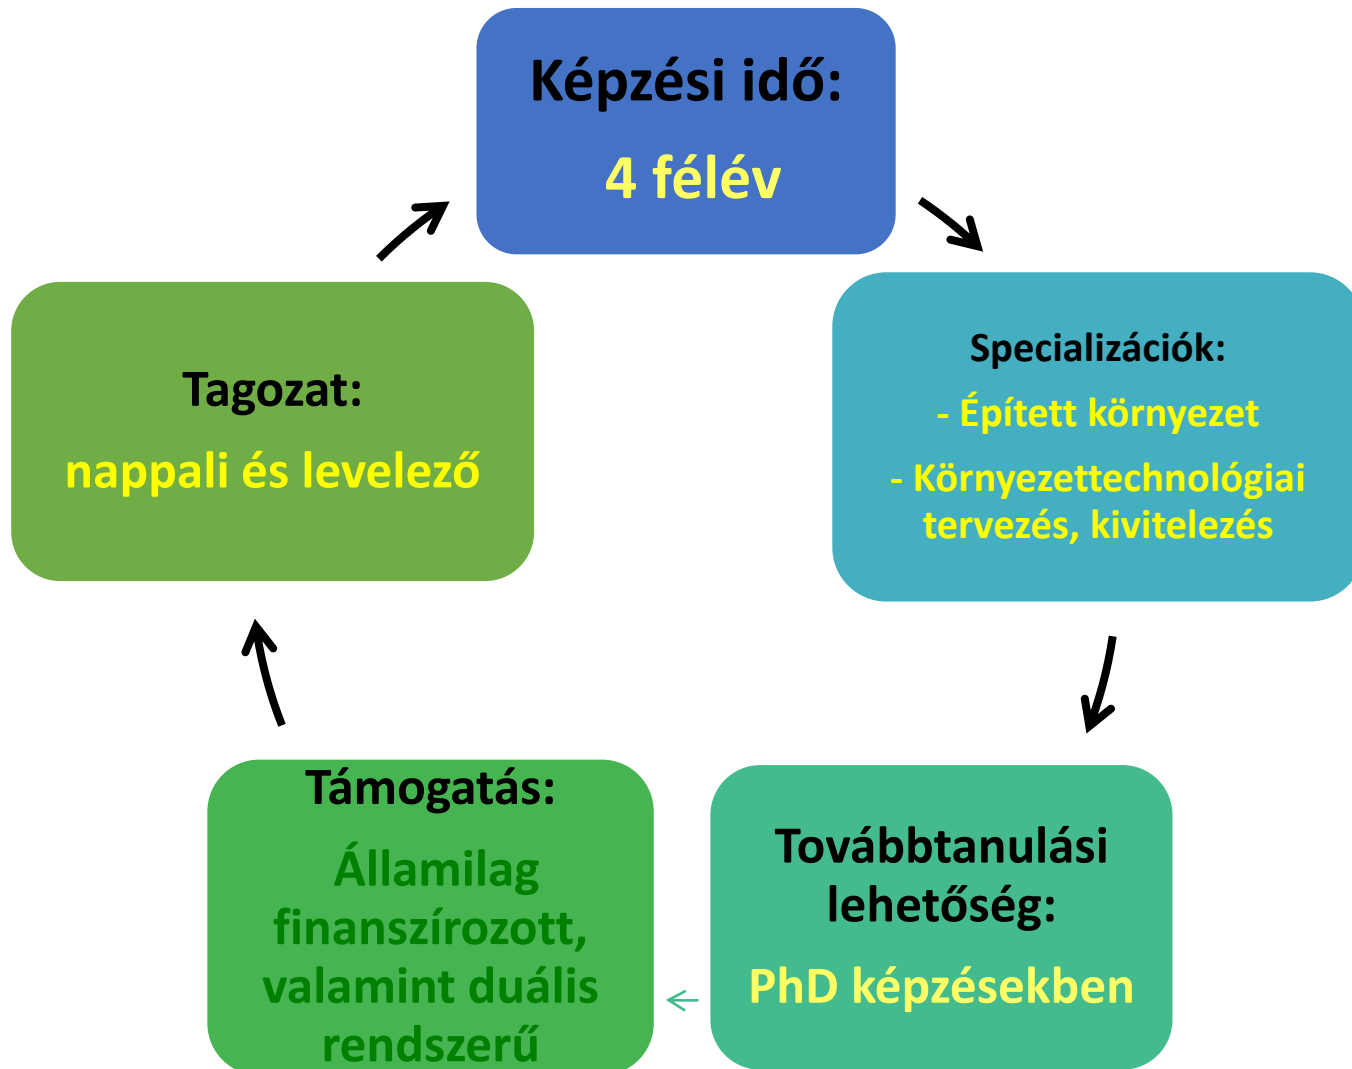 Képzési idő:
4 félév
Specializációk:
- Épített környezet
- Környezettechnológiai
tervezés, kivitelezés
Továbbtanulási
lehetőség:
PhD képzésekben
Támogatás:
Államilag
finanszírozott,
valamint duális
rendszerű
Tagozat:
nappali és levelező